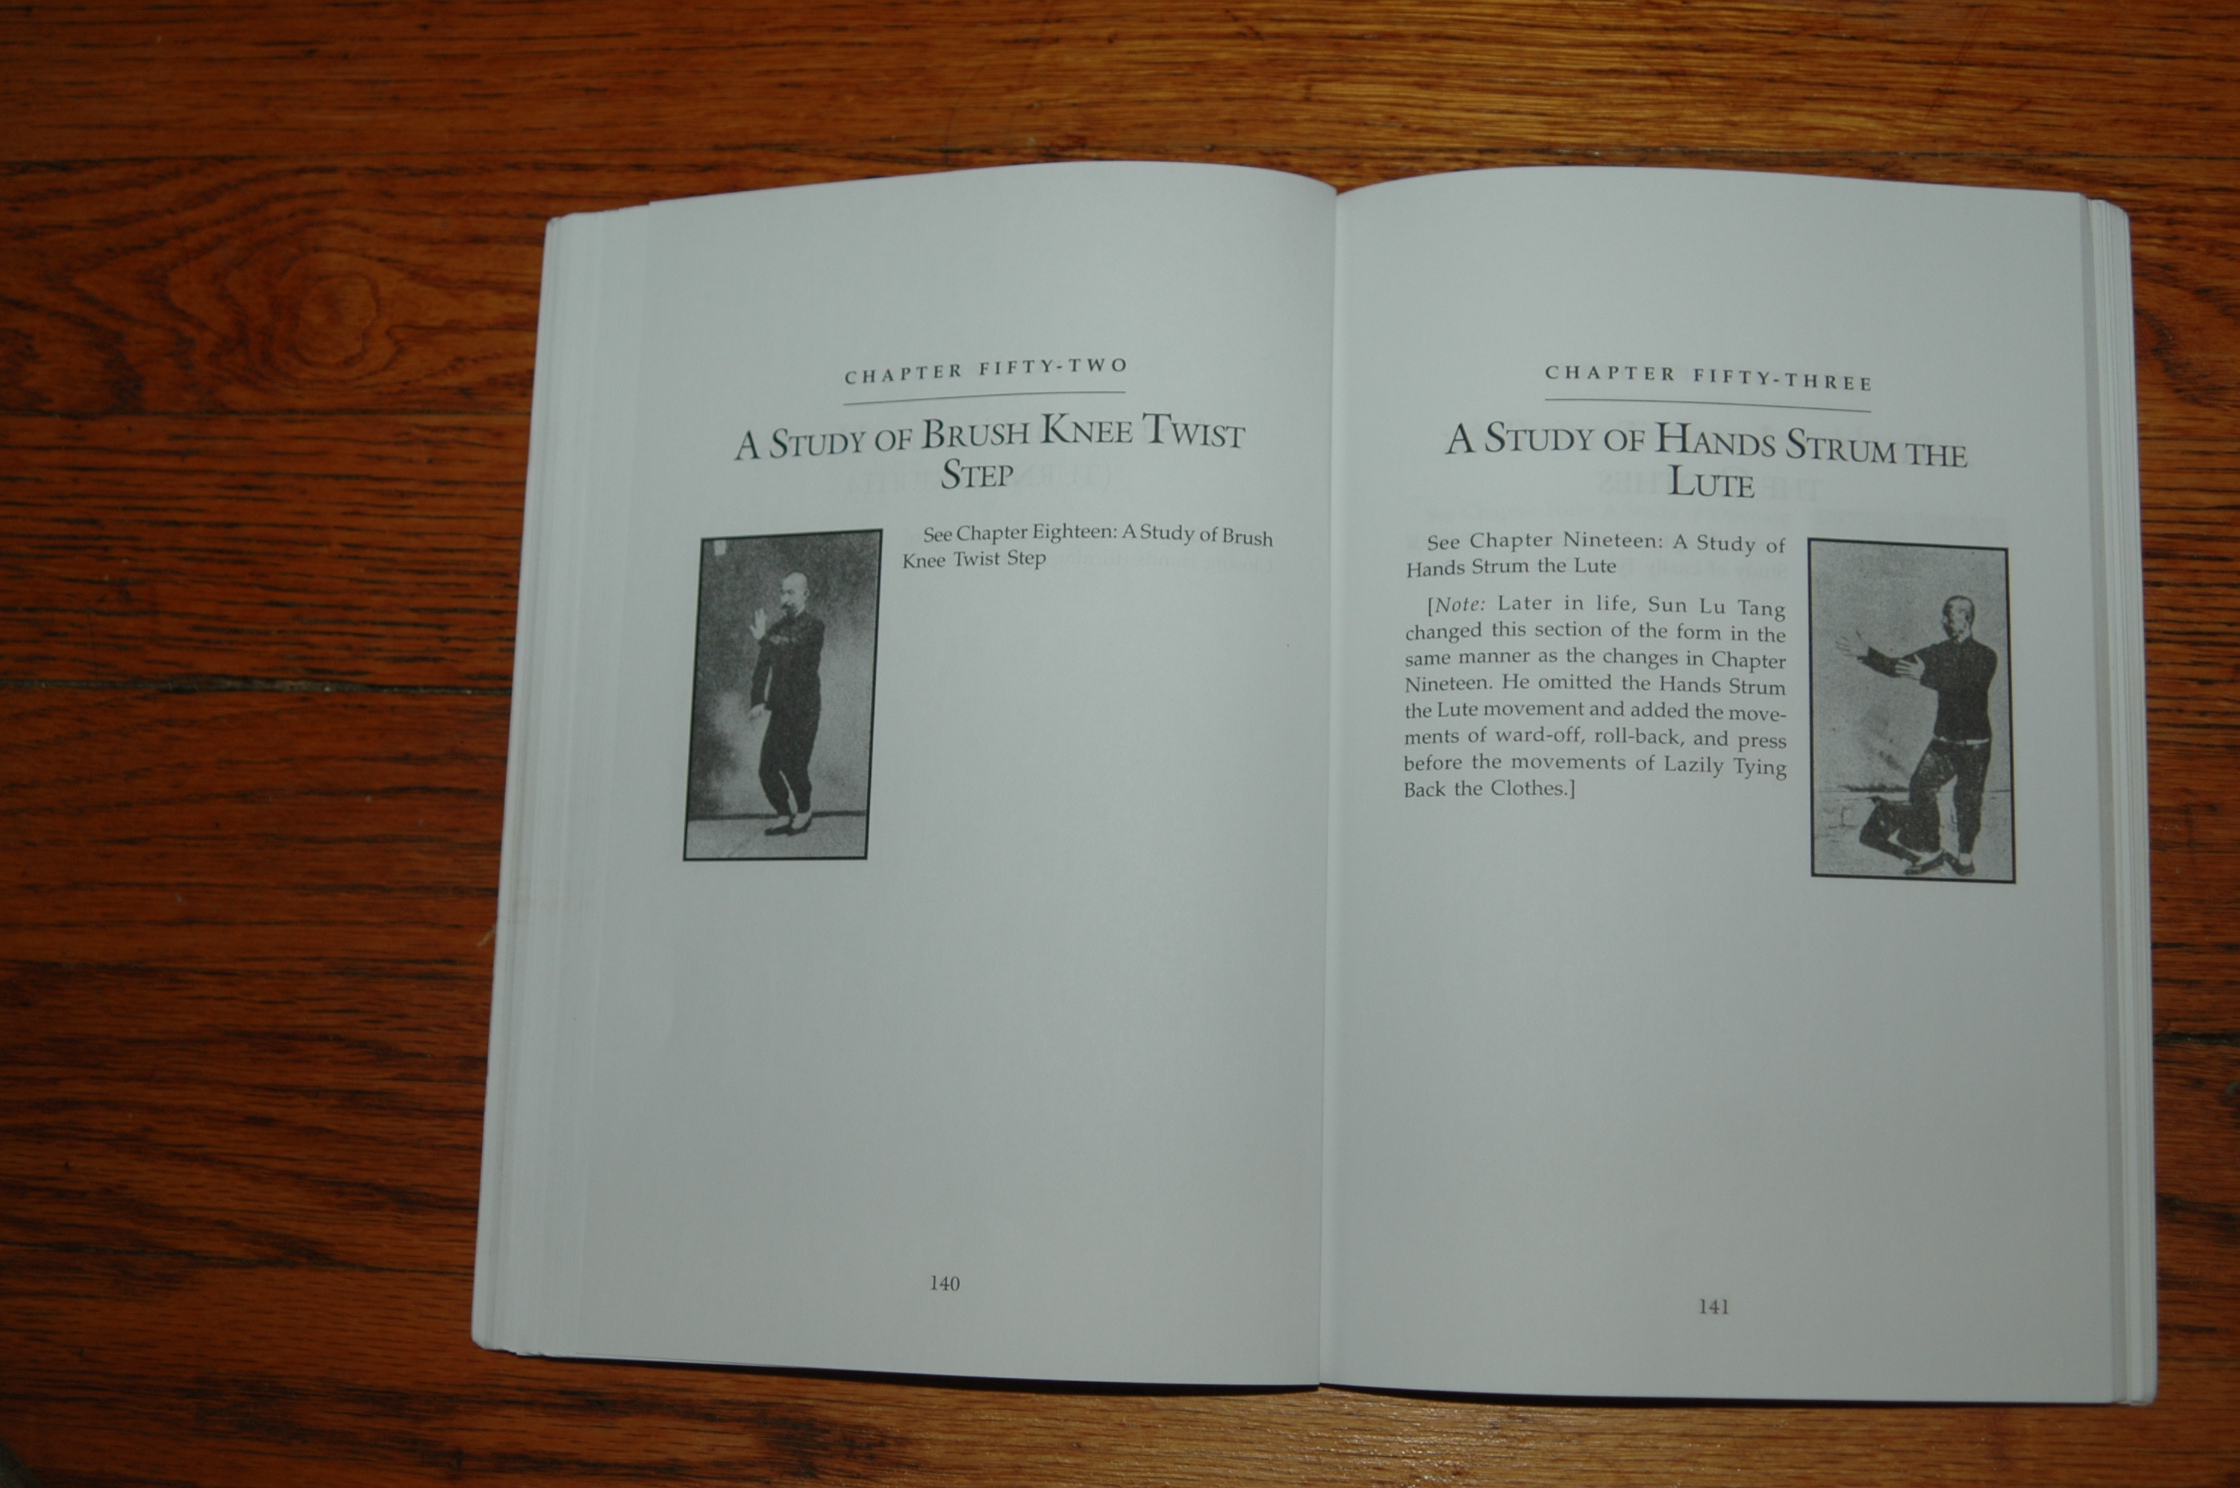 CHAPTER FIFTY-TWO
A STUDY OF BRUSH KNEE TWIST
STEP
See Chapter Eighteen: A Study of Brush
Knee Twist Step
140
CHAPTER FIFTY-THREE
A STUDY OF HANDS STRUM THE
LUTE
See Chapter Nineteen: A Study of
Hands Strum the Lute
[Note: Later in life, Sun Lu Tang
changed this section of the form in the
same manner as the changes in Chapter
Nineteen. He omitted the Hands Strum
the Lute movement and added the move-
ments of ward-off, roll-back, and press
before the movements of Lazily Tying
Back the Clothes.]
141